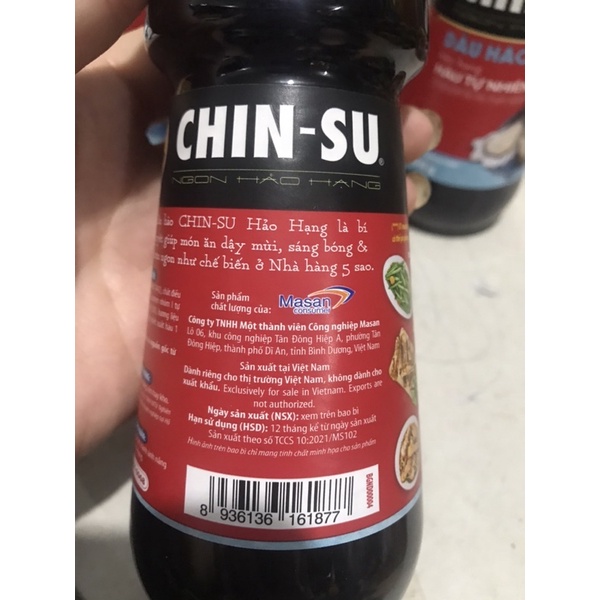 CHIN-SU®
NGON HẢO HẠNG
hào CHIN-SU Hảo Hạng là bí
giúp món ăn dậy mùi, sáng bóng &
ngon như chế biến ở Nhà hàng 5 sao.
Sản phẩm
chất lượng của: Masan
consumer
Công ty TNHH Một thành viên Công nghiệp Masan
Lô 06, khu công nghiệp Tân Đông Hiệp A, phường Tân
Đông Hiệp, thành phố Dĩ An, tỉnh Bình Dương, Việt Nam
Sản xuất tại Việt Nam
Dành riêng cho thị trường Việt Nam, không dành cho
xuất khẩu. Exclusively for sale in Vietnam. Exports are
not authorized.
Ngày sản xuất (NSX): xem trên bao bì
Hạn sử dụng (HSD): 12 tháng kể từ ngày sản xuất
Sản xuất theo số TCCS 10:2021/MS102
Hình ảnh trên bao bì chỉ mang tính chất minh họa cho sản phẩm
8 936136 161877
8GND00004
DẦU HÀO
HÀU TỰ NHIÊN